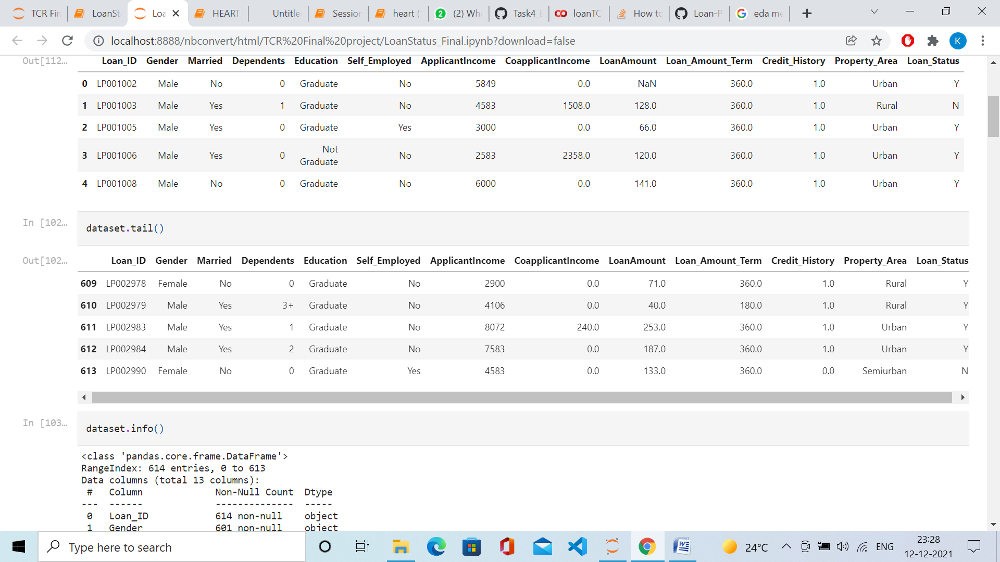 TCR Fin LoanSt Loa HEART_ Untitle Session heart ( (2) Wha Task4_E loanTC How to Loan-P eda me
localhost:8888/nbconvert/html/TCR%20Final%20project/LoanStatus_Final.ipynb?download=false K
Out[112... Loan_ID Gender Married Dependents Education Self_Employed ApplicantIncome CoapplicantIncome LoanAmount Loan_Amount_Term Credit_History Property_Area Loan_Status
0 LP001002 Male No 0 Graduate No 5849 0.0 NaN 360.0 1.0 Urban Y
1 LP001003 Male Yes 1 Graduate No 4583 1508.0 128.0 360.0 1.0 Rural N
2 LP001005 Male Yes 0 Graduate Yes 3000 0.0 66.0 360.0 1.0 Urban Y
3 LP001006 Male Yes 0 Not Graduate No 2583 2358.0 120.0 360.0 1.0 Urban Y
4 LP001008 Male No 0 Graduate No 6000 0.0 141.0 360.0 1.0 Urban Y
In [102...
dataset.tail()
Out[102... Loan_ID Gender Married Dependents Education Self_Employed ApplicantIncome CoapplicantIncome LoanAmount Loan_Amount_Term Credit_History Property_Area Loan_Status
609 LP002978 Female No 0 Graduate No 2900 0.0 71.0 360.0 1.0 Rural Y
610 LP002979 Male Yes 3+ Graduate No 4106 0.0 40.0 180.0 1.0 Rural Y
611 LP002983 Male Yes 1 Graduate No 8072 240.0 253.0 360.0 1.0 Urban Y
612 LP002984 Male Yes 2 Graduate No 7583 0.0 187.0 360.0 1.0 Urban Y
613 LP002990 Female No 0 Graduate Yes 4583 0.0 133.0 360.0 0.0 Semiurban N
In [103...
dataset.info()
<class 'pandas.core.frame.DataFrame'>
RangeIndex: 614 entries, 0 to 613
Data columns (total 13 columns):
# Column Non-Null Count Dtype
--- ------ -------------- -----
0 Loan_ID 614 non-null object
1 Gender 601 non-null object
Type here to search 24°C ENG 23:28
12-12-2021